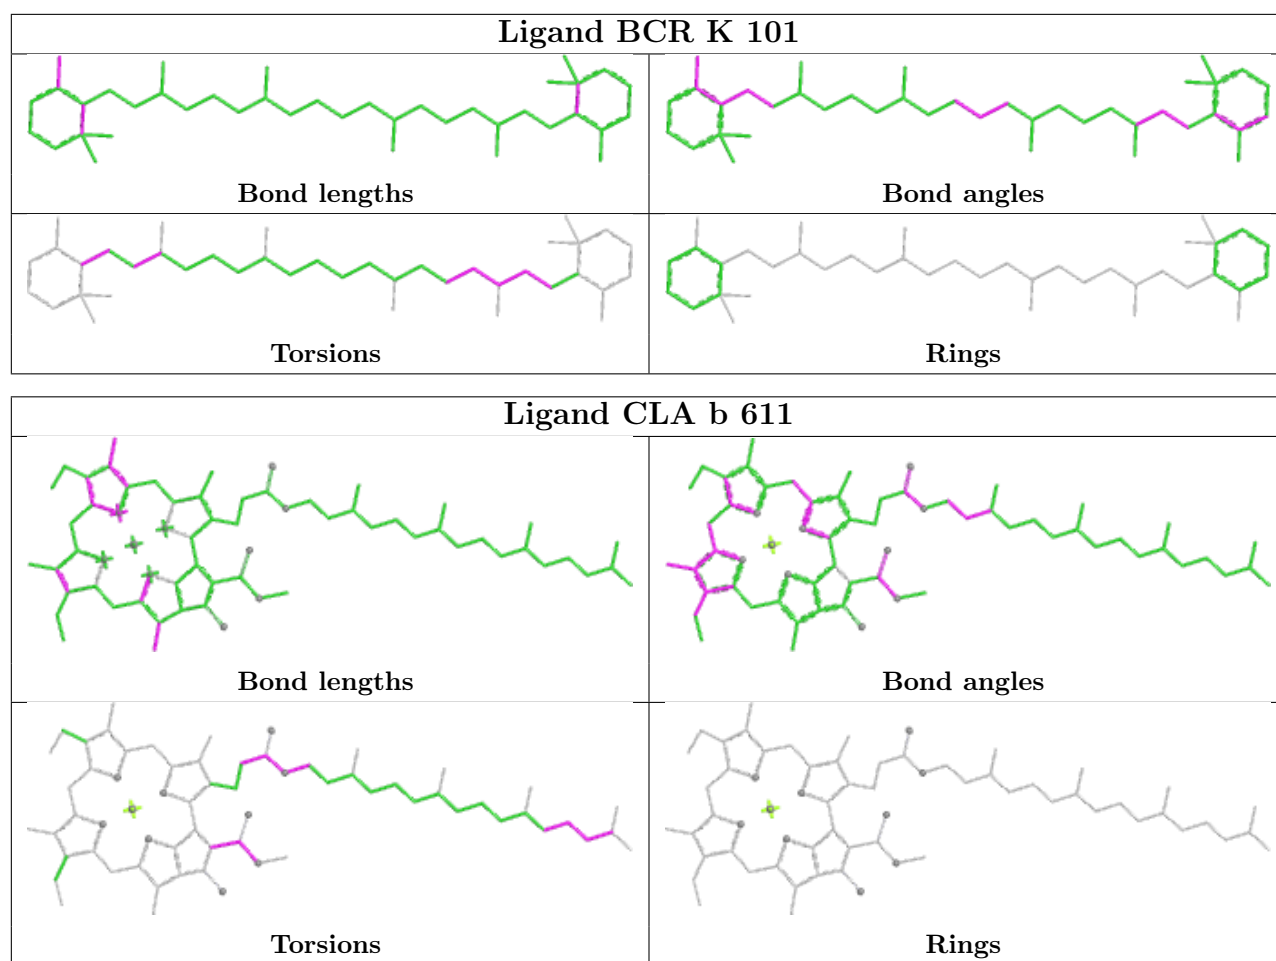 Ligand BCR K 101
Bond lengths
Bond angles
Torsions
Rings
Ligand CLA b 611
Bond lengths
Bond angles
Torsions
Rings